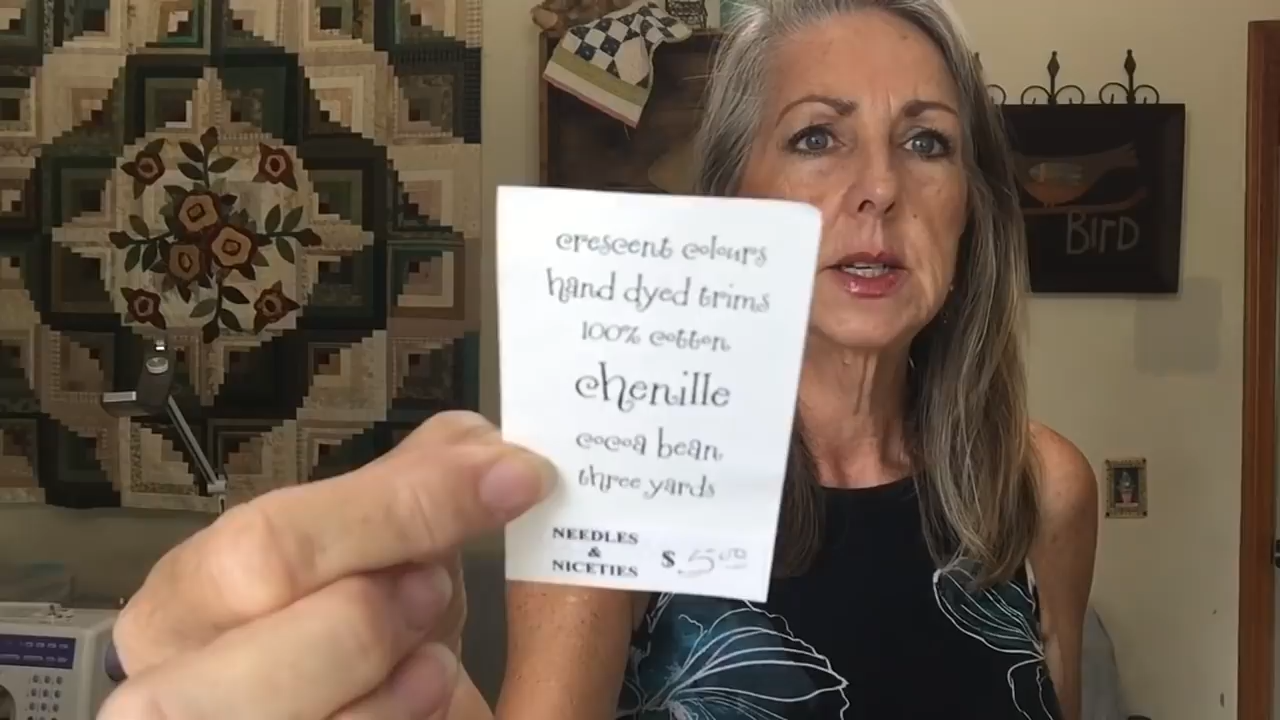 crescent colours
hand dyed trims
100% cotton
chenille
cocoa bean
three yards
NEEDLES
&
NICETIES
$ 5.00
BIRD